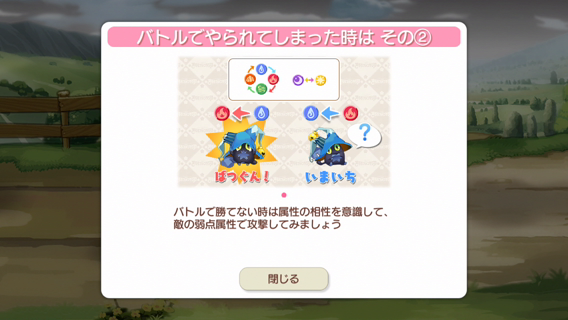 バトルでやられてしまった時は その②
ばつぐん!
いまいち
?
バトルで勝てない時は属性の相性を意識して、
敵の弱点属性で攻撃してみましょう
閉じる